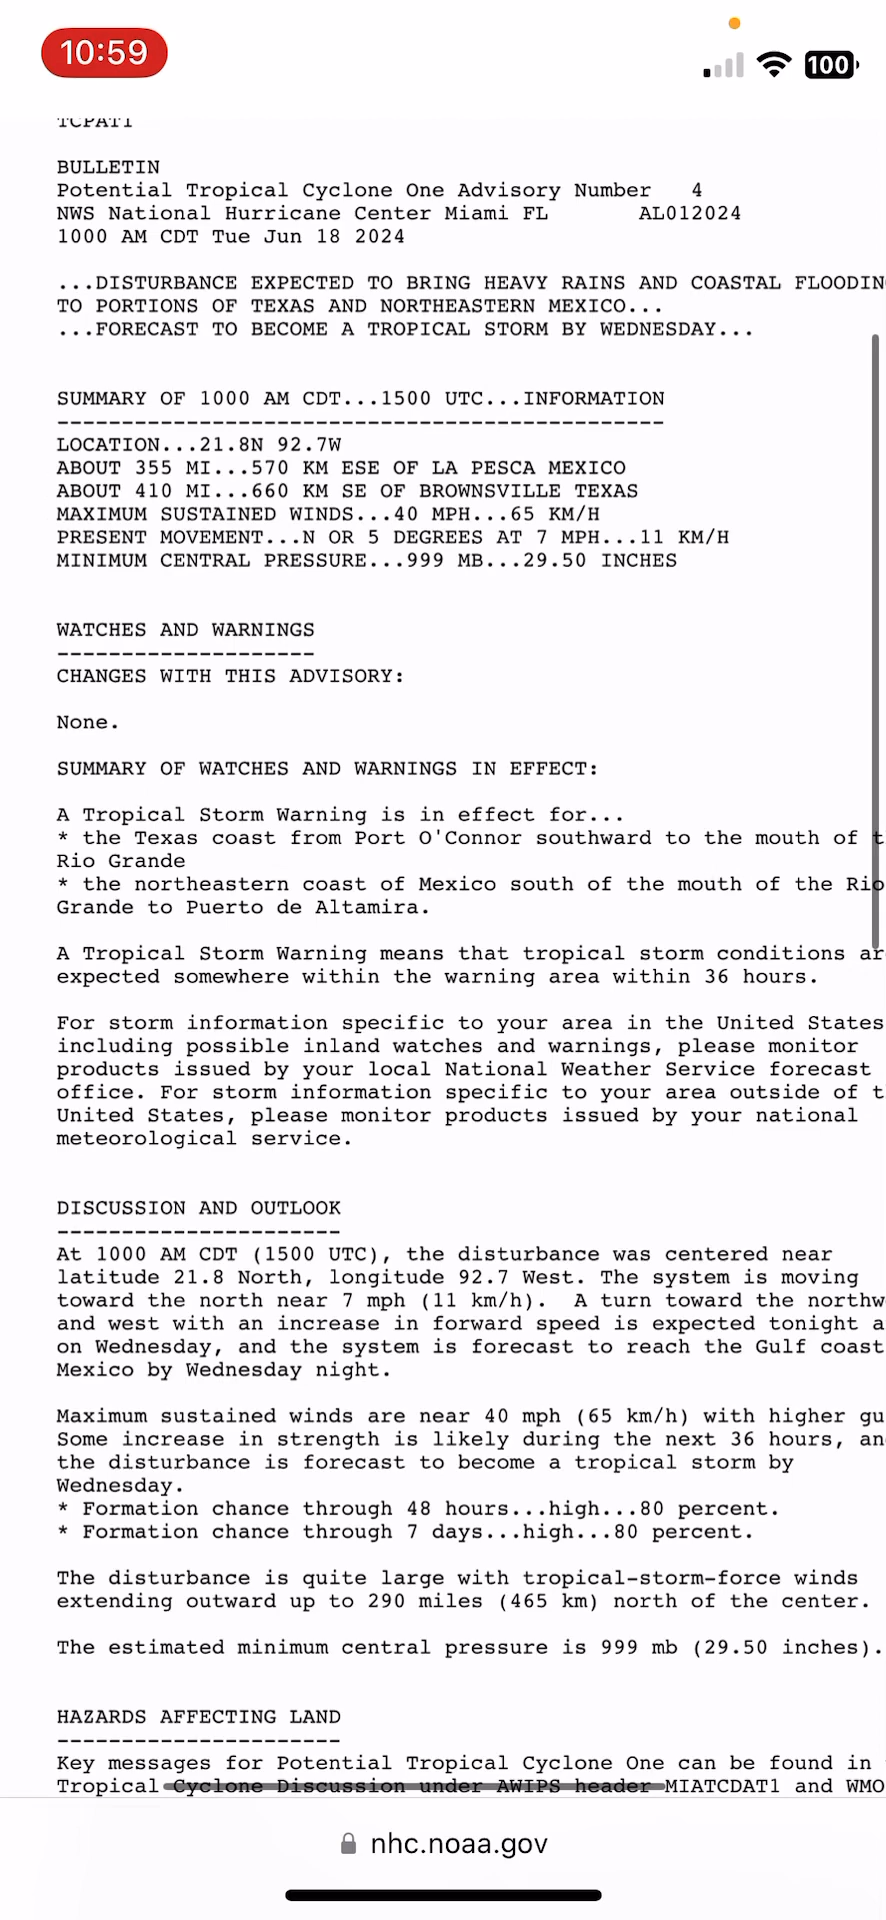 10:59
100
TCPAT1
BULLETIN
Potential Tropical Cyclone One Advisory Number   4
NWS National Hurricane Center Miami FL       AL012024
1000 AM CDT Tue Jun 18 2024
...DISTURBANCE EXPECTED TO BRING HEAVY RAINS AND COASTAL FLOODIN
TO PORTIONS OF TEXAS AND NORTHEASTERN MEXICO...
...FORECAST TO BECOME A TROPICAL STORM BY WEDNESDAY...
SUMMARY OF 1000 AM CDT...1500 UTC...INFORMATION
-----------------------------------------------
LOCATION...21.8N 92.7W
ABOUT 355 MI...570 KM ESE OF LA PESCA MEXICO
ABOUT 410 MI...660 KM SE OF BROWNSVILLE TEXAS
MAXIMUM SUSTAINED WINDS...40 MPH...65 KM/H
PRESENT MOVEMENT...N OR 5 DEGREES AT 7 MPH...11 KM/H
MINIMUM CENTRAL PRESSURE...999 MB...29.50 INCHES
WATCHES AND WARNINGS
--------------------
CHANGES WITH THIS ADVISORY:
None.
SUMMARY OF WATCHES AND WARNINGS IN EFFECT:
A Tropical Storm Warning is in effect for...
* the Texas coast from Port O'Connor southward to the mouth of t
Rio Grande
* the northeastern coast of Mexico south of the mouth of the Rio
Grande to Puerto de Altamira.
A Tropical Storm Warning means that tropical storm conditions ar
expected somewhere within the warning area within 36 hours.
For storm information specific to your area in the United States
including possible inland watches and warnings, please monitor
products issued by your local National Weather Service forecast
office. For storm information specific to your area outside of t
United States, please monitor products issued by your national
meteorological service.
DISCUSSION AND OUTLOOK
----------------------
At 1000 AM CDT (1500 UTC), the disturbance was centered near
latitude 21.8 North, longitude 92.7 West. The system is moving
toward the north near 7 mph (11 km/h).  A turn toward the northw
and west with an increase in forward speed is expected tonight a
on Wednesday, and the system is forecast to reach the Gulf coast
Mexico by Wednesday night.
Maximum sustained winds are near 40 mph (65 km/h) with higher gu
Some increase in strength is likely during the next 36 hours, an
the disturbance is forecast to become a tropical storm by
Wednesday.
* Formation chance through 48 hours...high...80 percent.
* Formation chance through 7 days...high...80 percent.
The disturbance is quite large with tropical-storm-force winds
extending outward up to 290 miles (465 km) north of the center.
The estimated minimum central pressure is 999 mb (29.50 inches).
HAZARDS AFFECTING LAND
----------------------
Key messages for Potential Tropical Cyclone One can be found in
Tropical Cyclone Discussion under AWIPS header MIATCDAT1 and WMO
nhc.noaa.gov